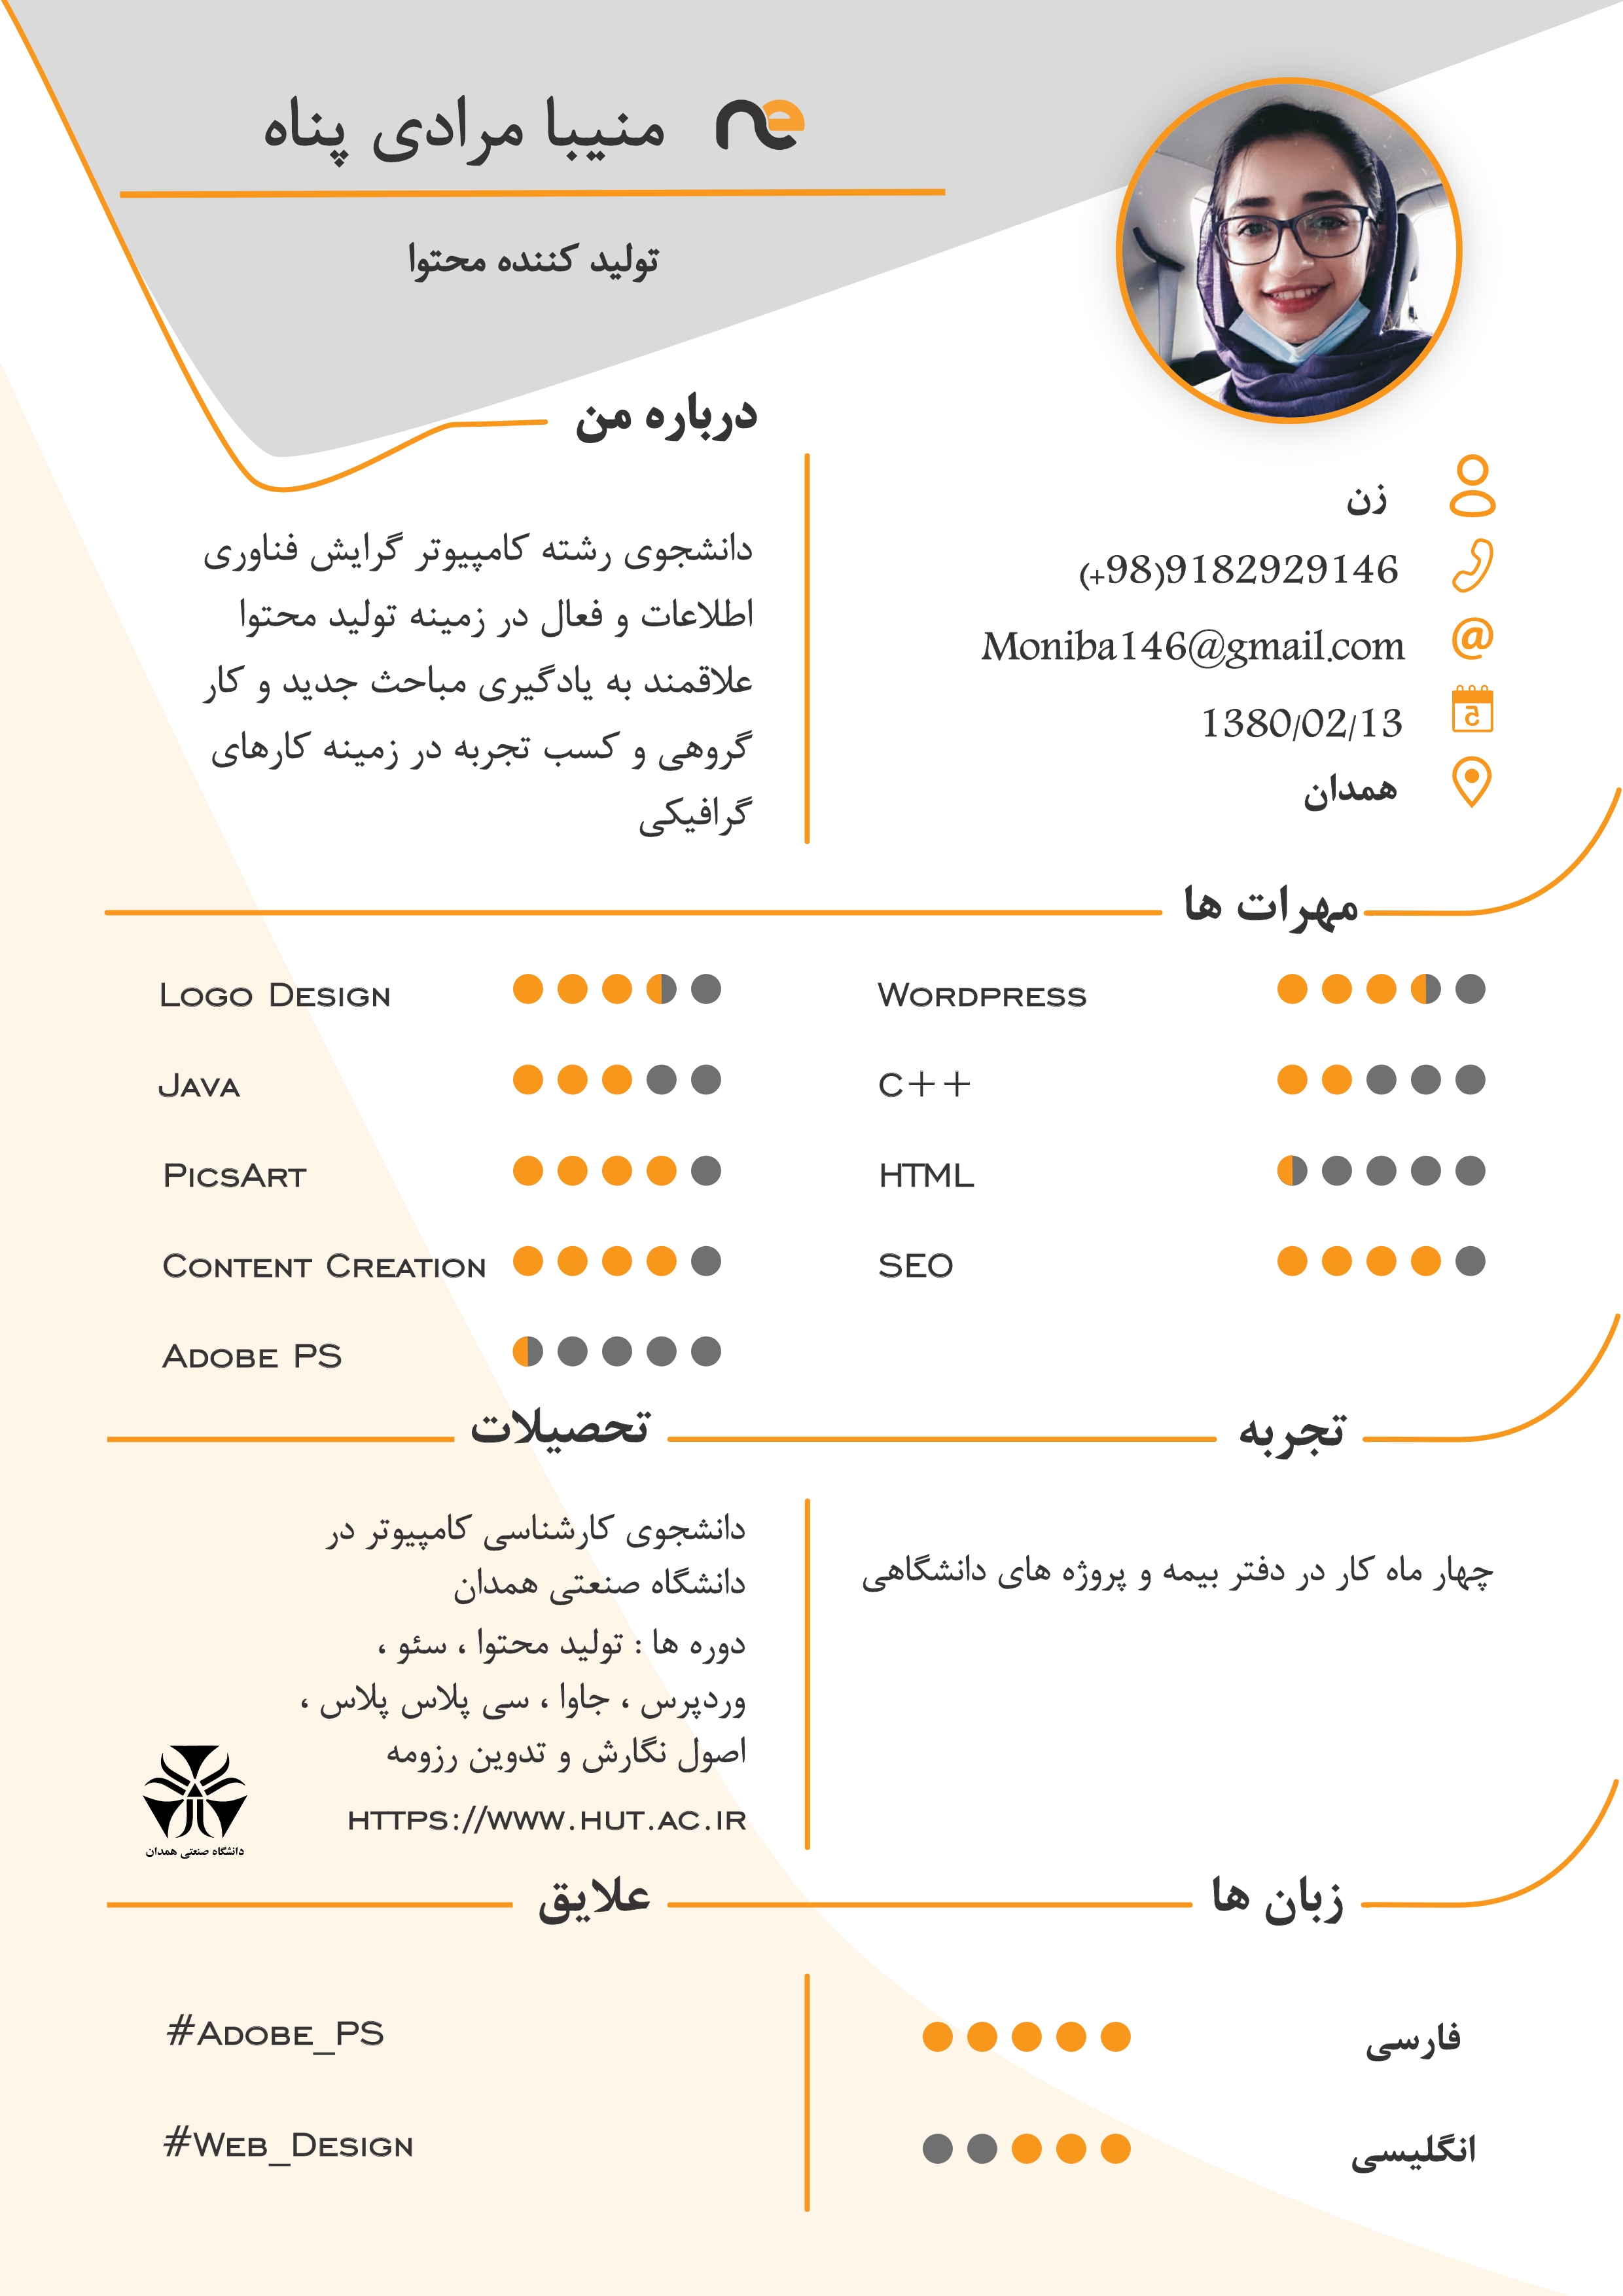 منیبا مرادی پناه
تولید کننده محتوا
زن
(+98)9182929146
Moniba146@gmail.com
1380/02/13
همدان
درباره من
دانشجوی رشته کامپیوتر گرایش فناوری
اطلاعات و فعال در زمینه تولید محتوا
علاقمند به یادگیری مباحث جدید و کار
گروهی و کسب تجربه در زمینه کارهای
گرافیکی
مهرات ها
Logo Design
Wordpress
Java
C++
PicsArt
HTML
Content Creation
SEO
Adobe PS
تجربه
چهار ماه کار در دفتر بیمه و پروژه های دانشگاهی
تحصیلات
دانشجوی کارشناسی کامپیوتر در
دانشگاه صنعتی همدان
دوره ها : تولید محتوا ، سئو ،
وردپرس ، جاوا ، سی پلاس پلاس ،
اصول نگارش و تدوین رزومه
https://www.hut.ac.ir
دانشگاه صنعتی همدان
زبان ها
فارسی
انگلیسی
علایق
#Adobe_PS
#Web_Design